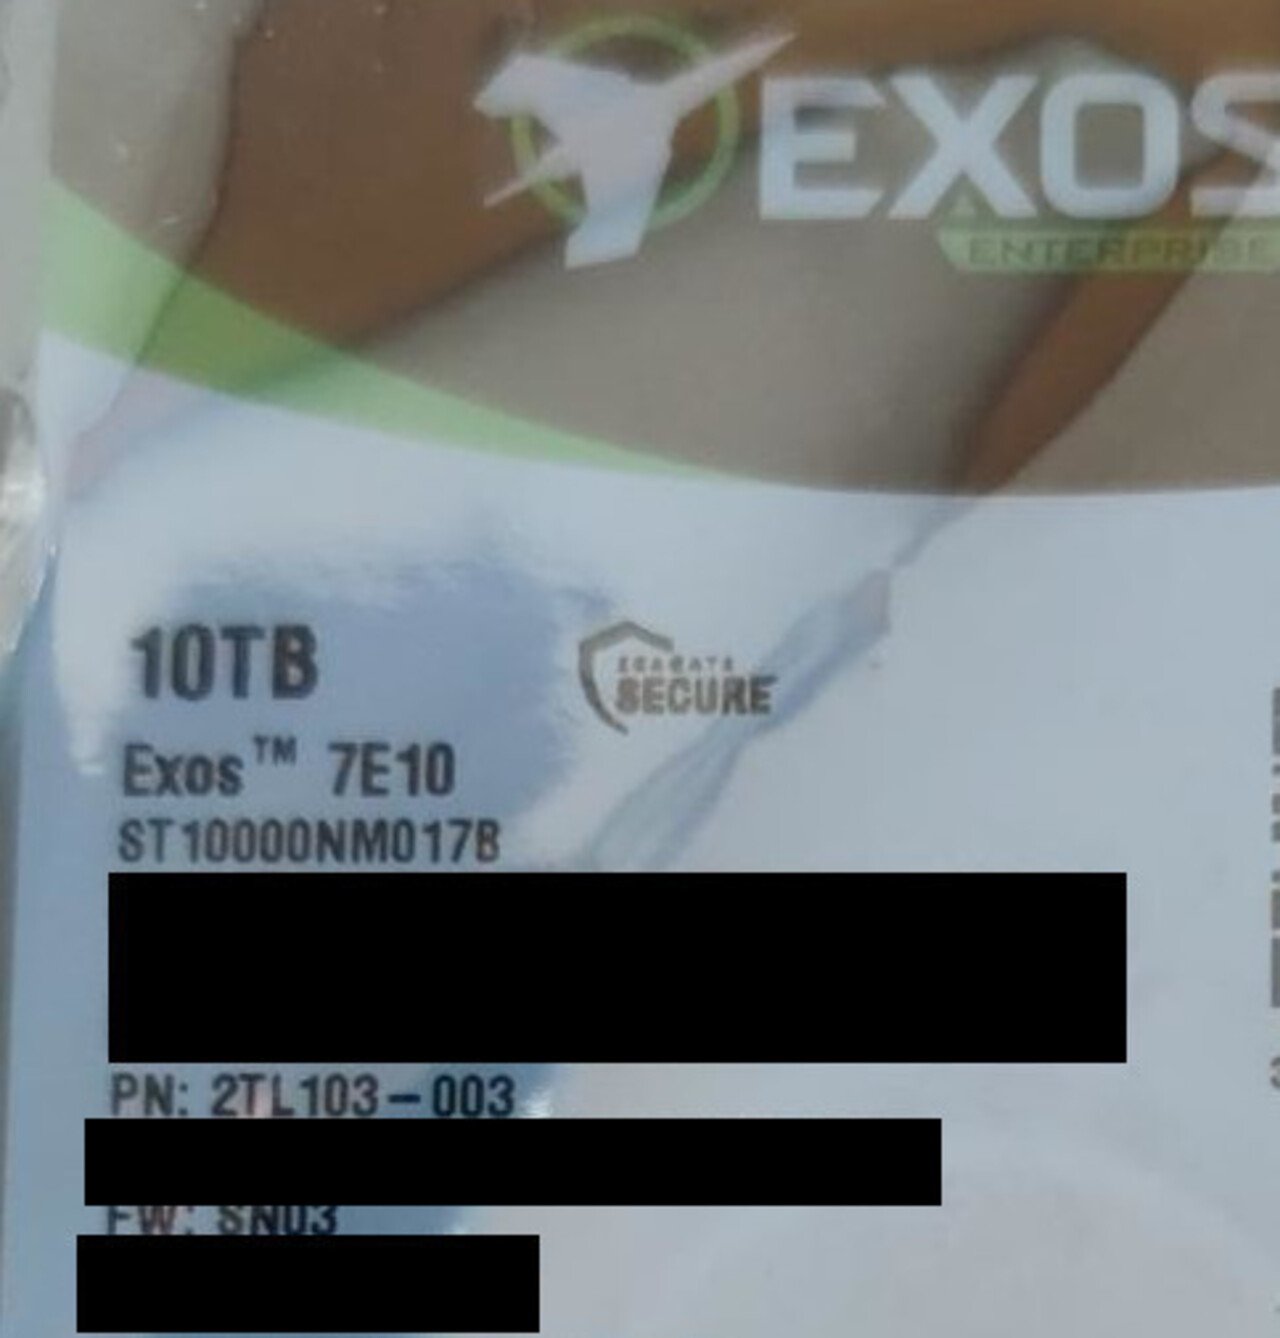 EXOS
ENTERPRISE
10TB
SEAGATE
SECURE
Exos™ 7E10
ST10000NM017B
PN: 2TL103-003
FW: SN03